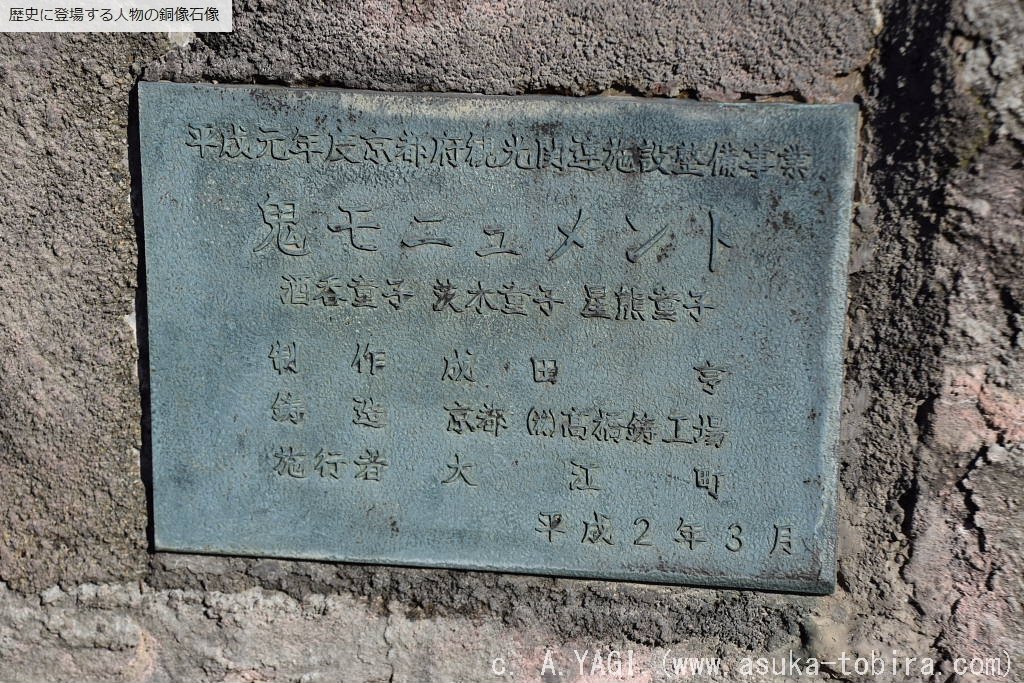 歴史に登場する人物の銅像石像
平成元年度京都府観光関連施設整備事業
鬼モニュメント
酒呑童子 茨木童子 星熊童子
制作 成田亨
鋳造 京都 ㈱高橋鋳工場
施行者 大江町
平成2年3月
c. A.YAGI (www.asuka-tobira.com)